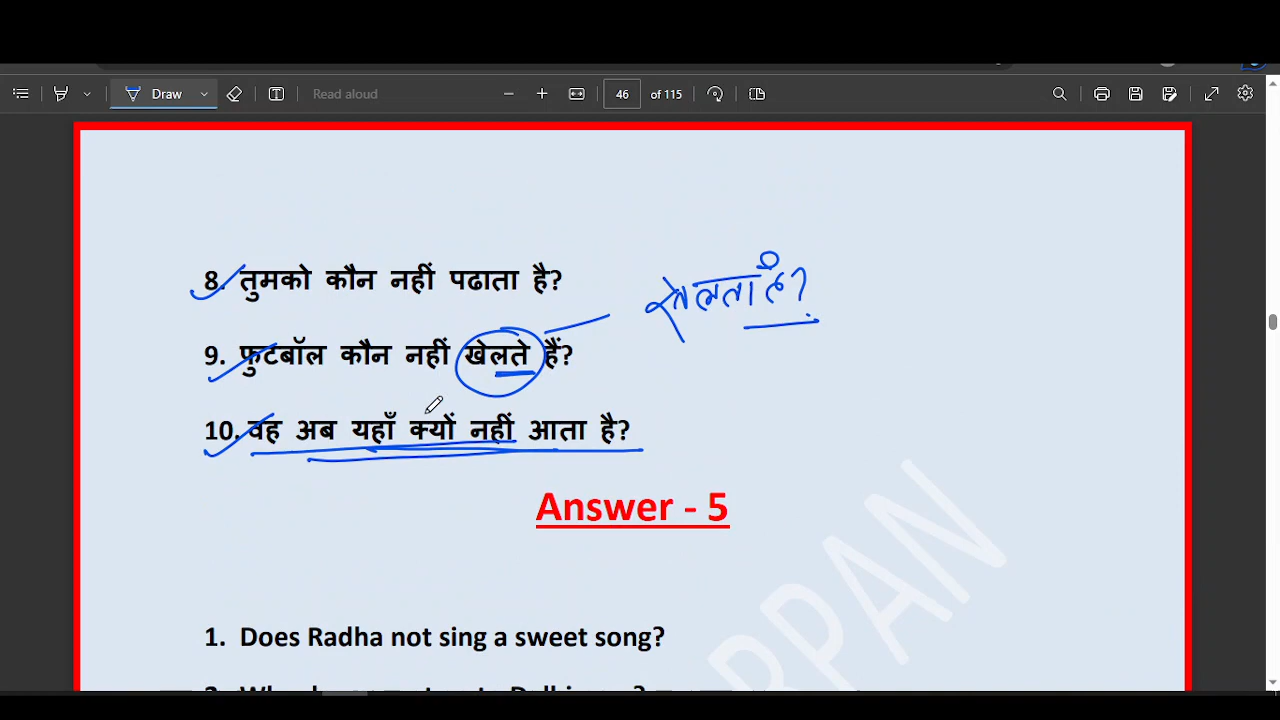 Draw
Read aloud
46 of 115
8. तुमको कौन नहीं पढाता है?
खेलता है?
9. फुटबॉल कौन नहीं खेलते हैं?
10. वह अब यहाँ क्यों नहीं आता है?
Answer - 5
RPAN
1. Does Radha not sing a sweet song?